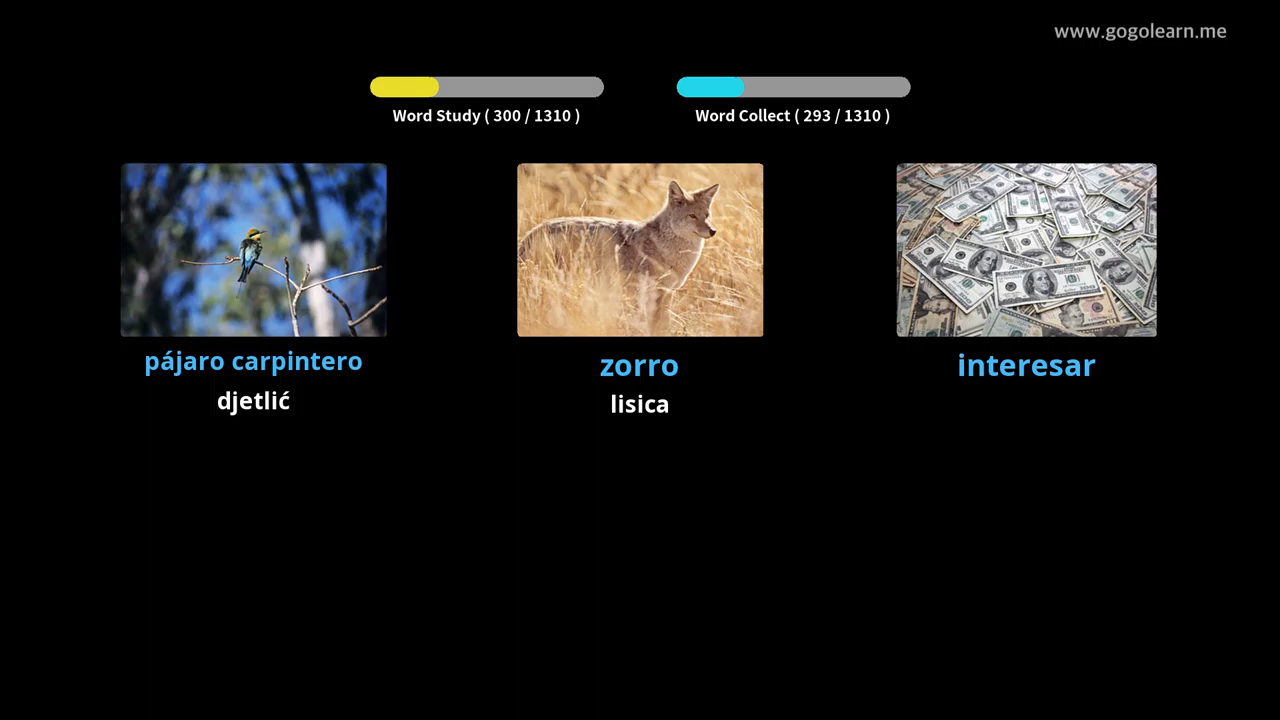 www.gogolearn.me
Word Study ( 300 / 1310 )
Word Collect ( 293 / 1310 )
pájaro carpintero
djetlić
zorro
lisica
interesar